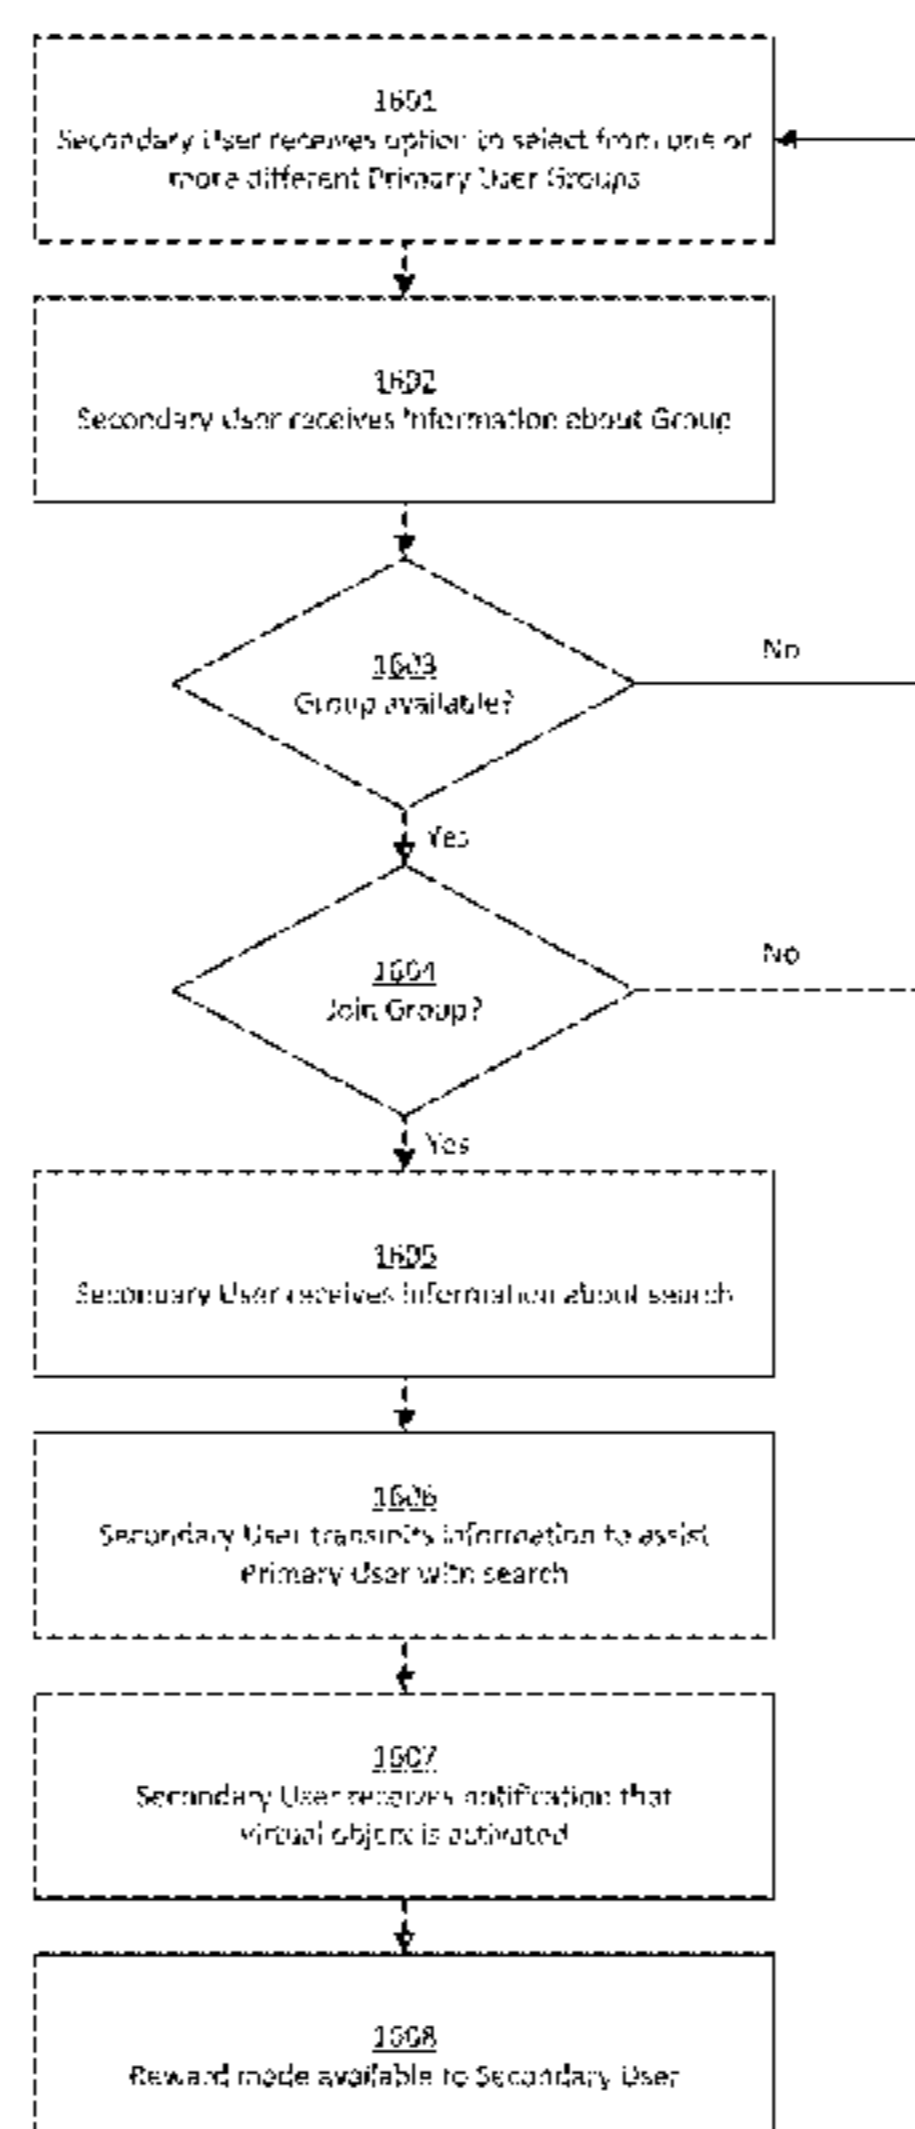 1601
Secondary User receives option to select from one or
more different Primary User Groups
1602
Secondary User receives information about Group
1603
Group available?
No
Yes
1604
Join Group?
No
Yes
1605
Secondary User receives information about search
1606
Secondary User transmits information to assist
Primary User with search
1607
Secondary User receives notification that
virtual object is activated
1608
Reward made available to Secondary User